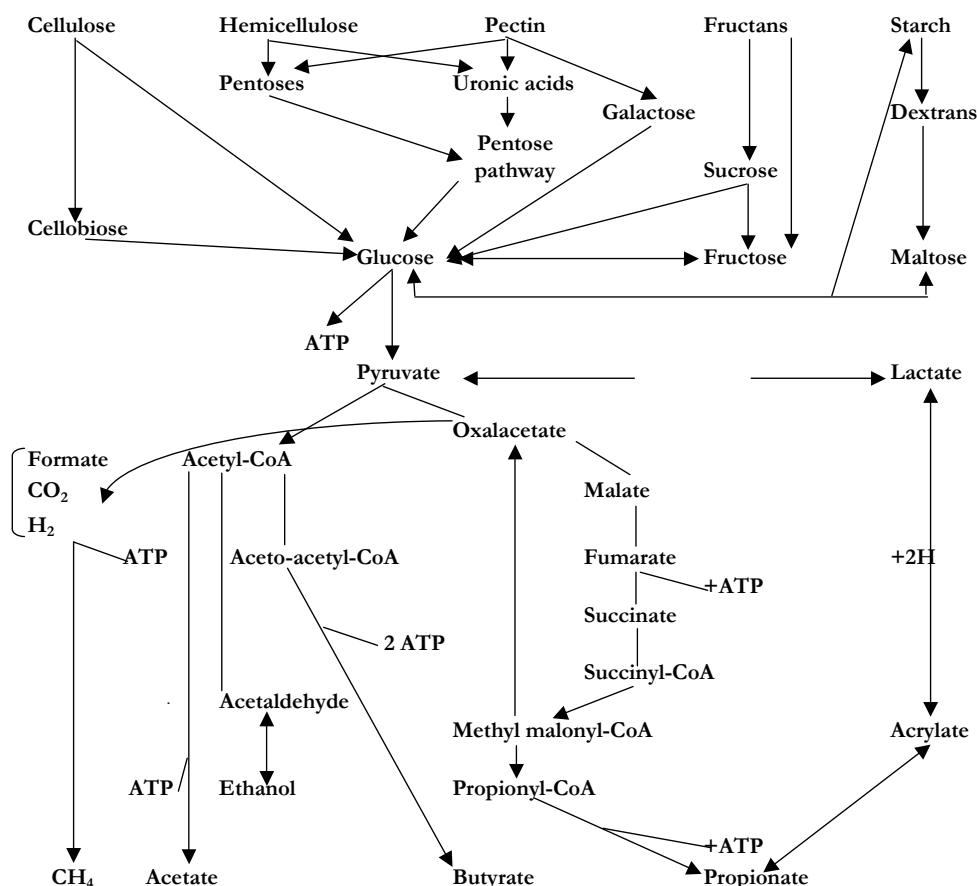 Cellulose
Hemicellulose
Pectin
Fructans
Starch
Pentoses
Uronic acids
Galactose
Dextrans
Pentose
pathway
Sucrose
Cellobiose
Glucose
Fructose
Maltose
ATP
Pyruvate
Lactate
Oxalacetate
Formate
CO₂
H₂
Acetyl-CoA
Malate
ATP
Aceto-acetyl-CoA
Fumarate
+2H
+ATP
Succinate
2 ATP
Succinyl-CoA
Acetaldehyde
Methyl malonyl-CoA
Acrylate
ATP
Ethanol
Propionyl-CoA
+ATP
CH₄
Acetate
Butyrate
Propionate